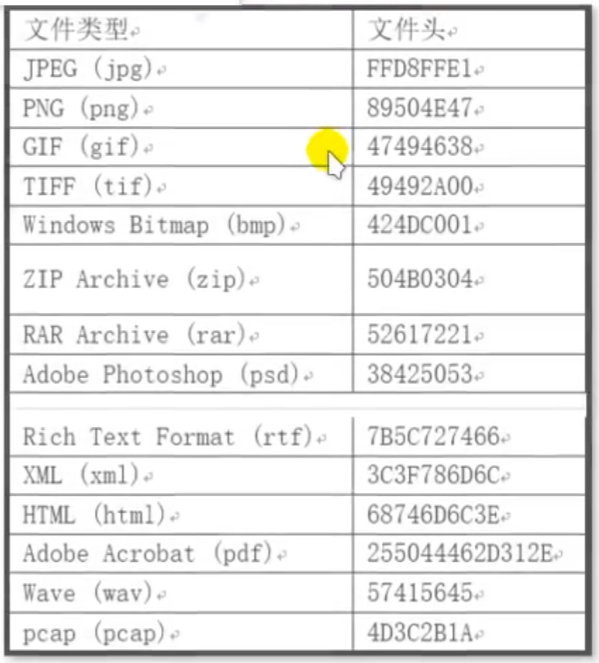 文件类型 文件头
JPEG (jpg) FFD8FFE1
PNG (png) 89504E47
GIF (gif) 47494638
TIFF (tif) 49492A00
Windows Bitmap (bmp) 424DC001
ZIP Archive (zip) 504B0304
RAR Archive (rar) 52617221
Adobe Photoshop (psd) 38425053
Rich Text Format (rtf) 7B5C727466
XML (xml) 3C3F786D6C
HTML (html) 68746D6C3E
Adobe Acrobat (pdf) 255044462D312E
Wave (wav) 57415645
pcap (pcap) 4D3C2B1A